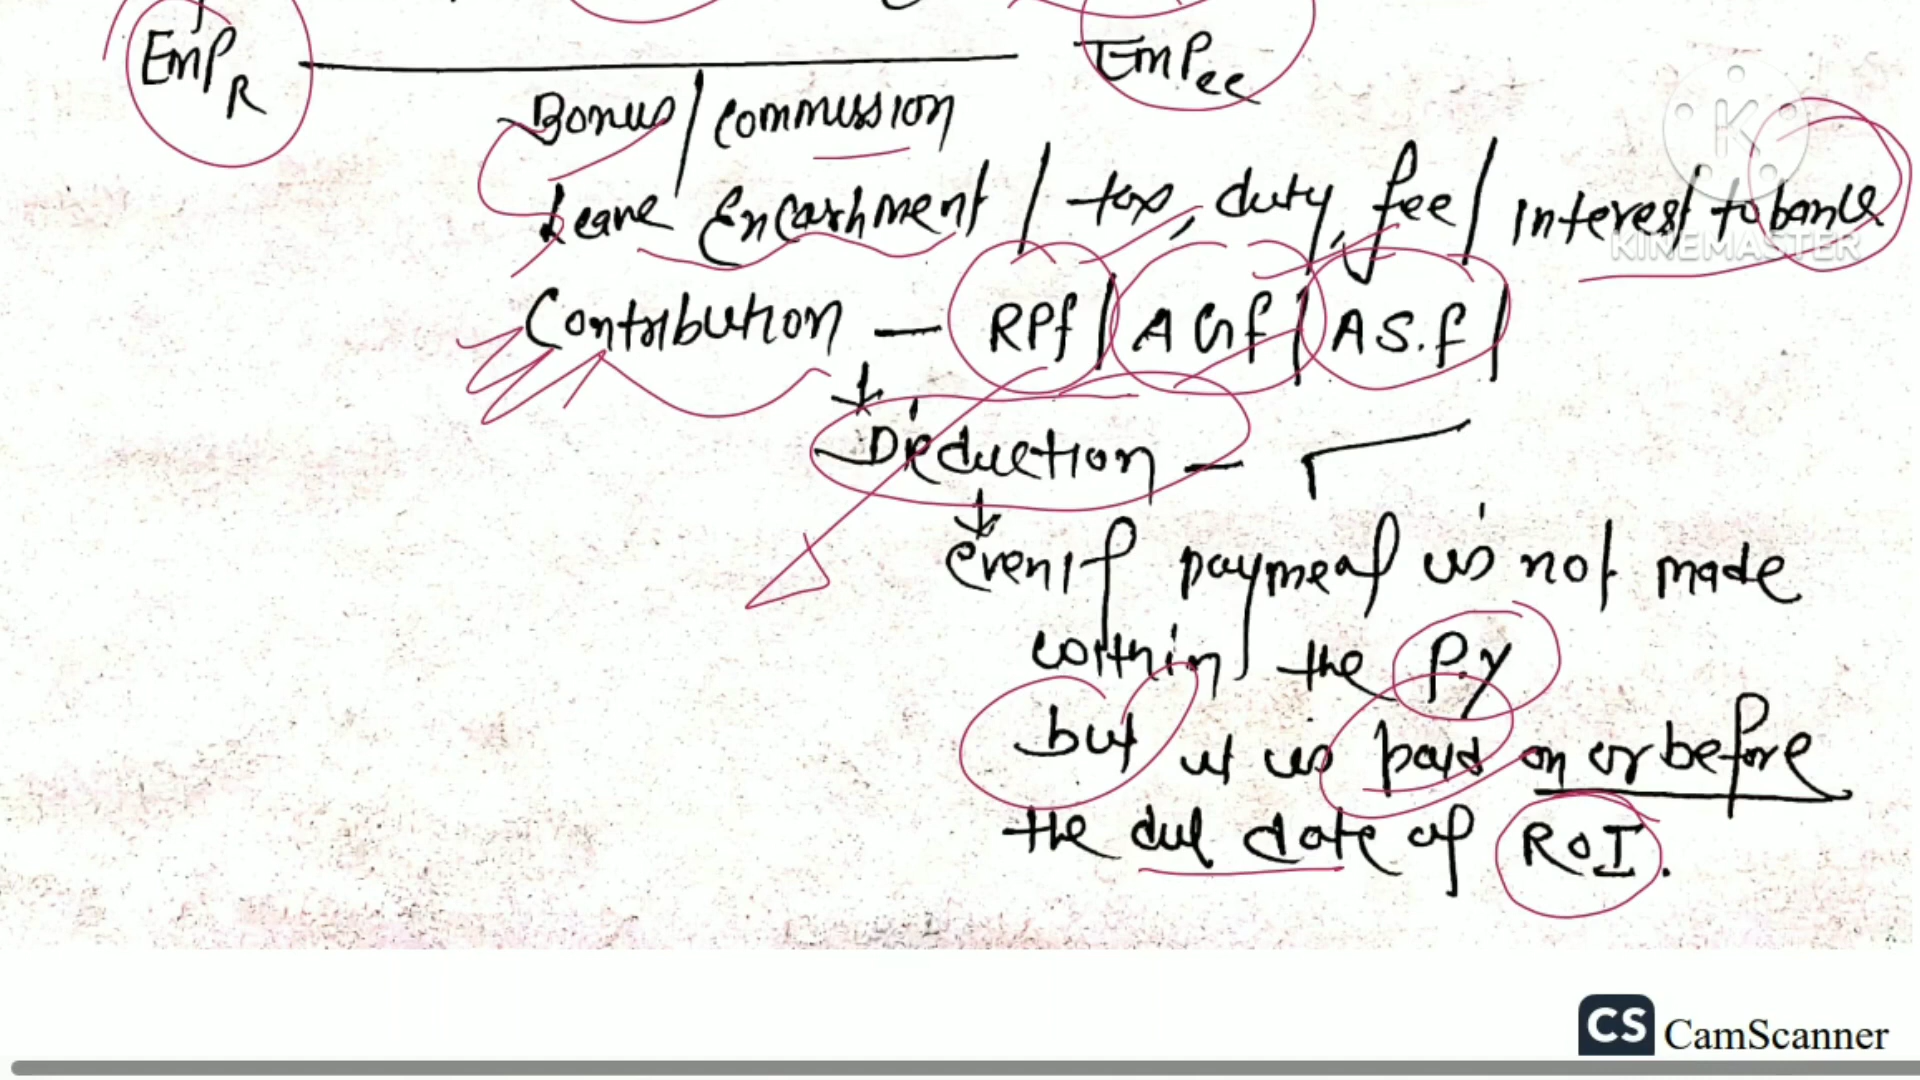 EmpR — Empee
Bonus / commission
Leave Encashment / tax, duty, fee / interest to bank
KINEMASTER
Contribution — RPf / AGf / A S.f /
Deduction —
even if payment is not made
within the P.Y
but it is paid on or before
the due date of ROI.
CS CamScanner